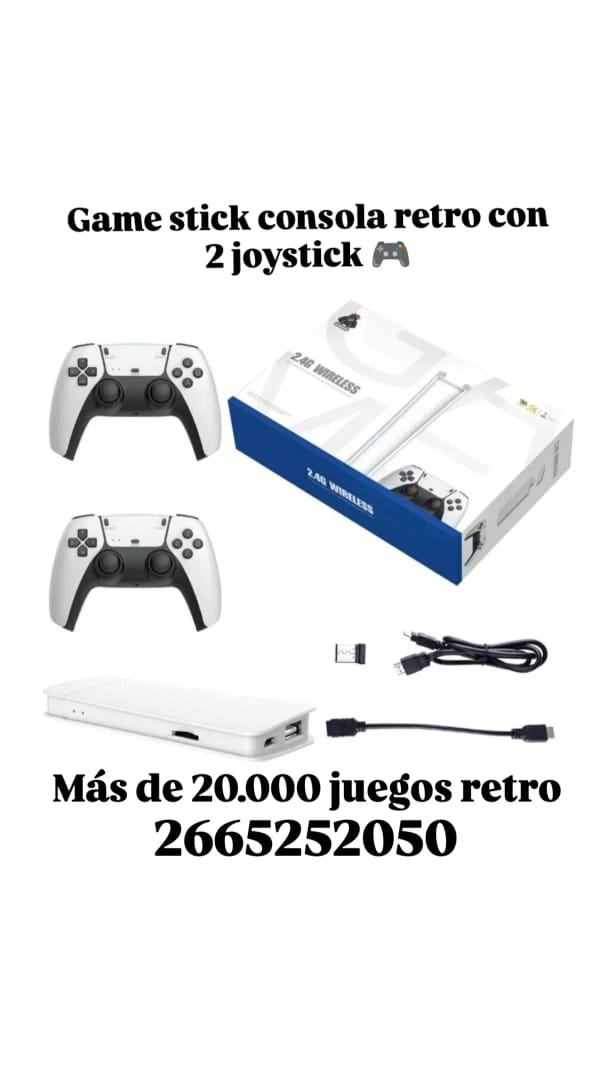 Game stick consola retro con
2 joystick 🎮
2.4G WIRELESS
GAME
2.4G WIRELESS
Más de 20.000 juegos retro
2665252050